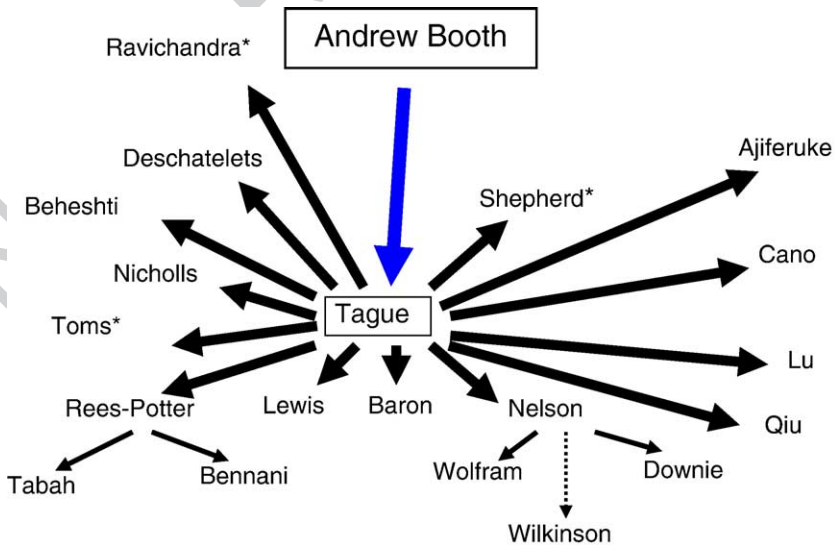 Andrew Booth
Ravichandra*
Deschatelets
Ajiferuke
Shepherd*
Beheshti
Cano
Nicholls
Tague
Toms*
Lu
Rees-Potter
Lewis
Baron
Nelson
Qiu
Wolfram
Downie
Tabah
Bennani
Wilkinson